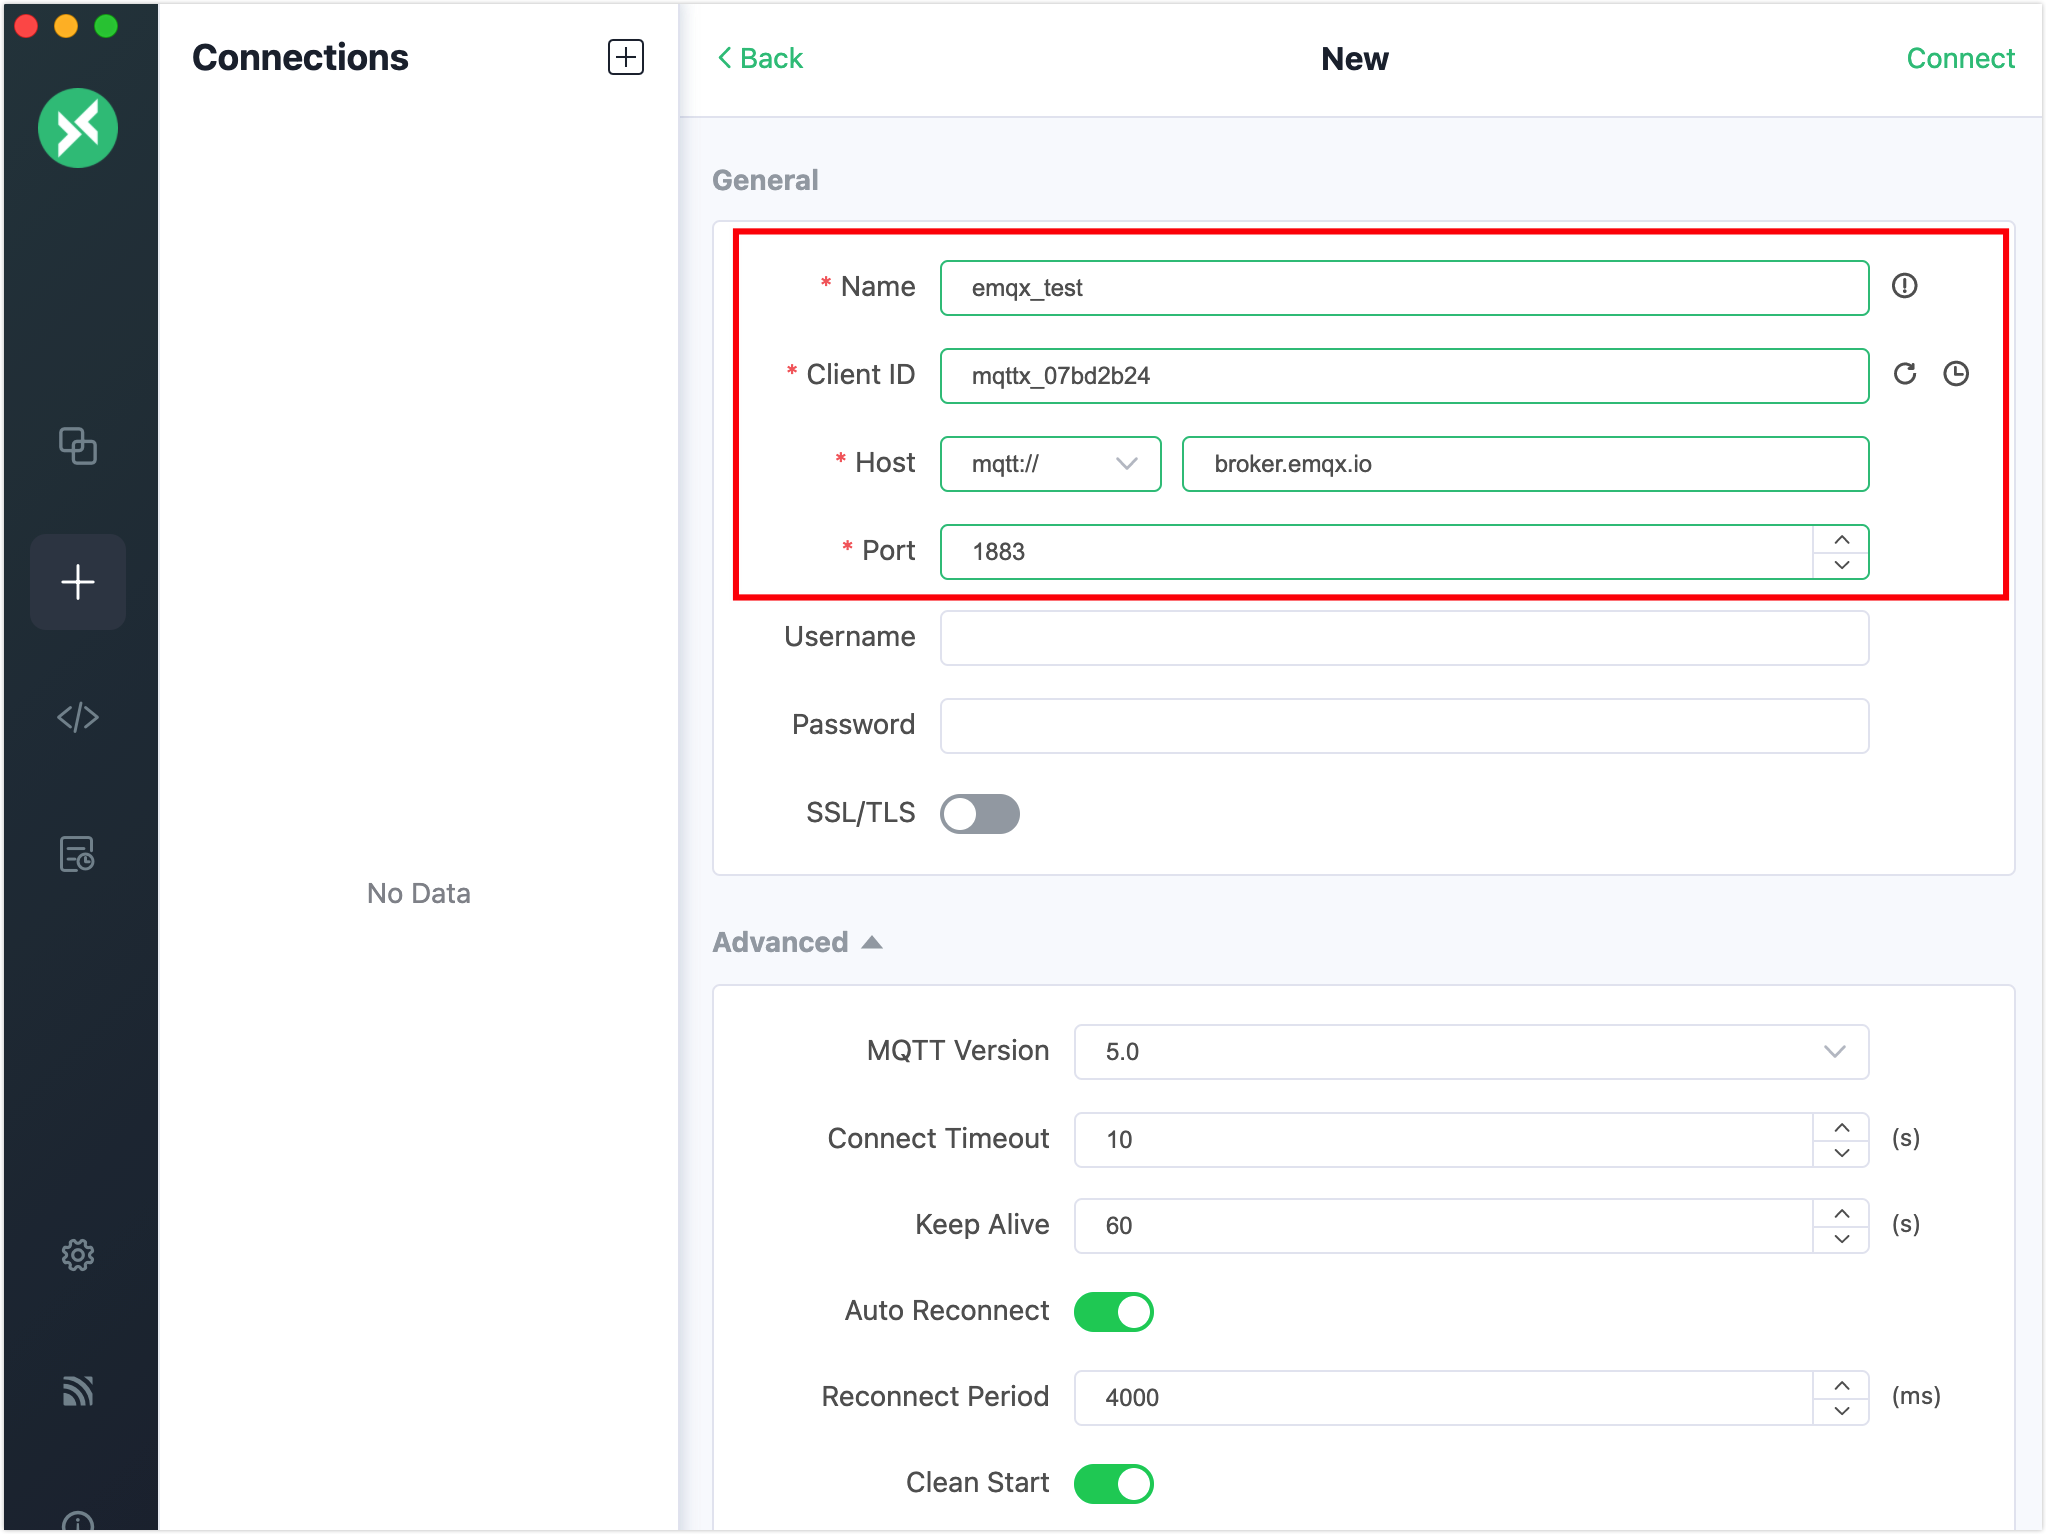 Connections
Back
New
Connect
General
* Name emqx_test
* Client ID mqttx_07bd2b24
* Host mqtt:// broker.emqx.io
* Port 1883
Username
Password
SSL/TLS
No Data
Advanced
MQTT Version 5.0
Connect Timeout 10 (s)
Keep Alive 60 (s)
Auto Reconnect
Reconnect Period 4000 (ms)
Clean Start